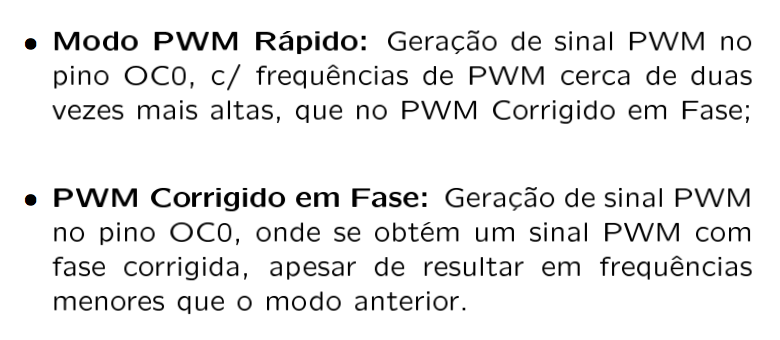 • Modo PWM Rápido: Geração de sinal PWM no
pino OC0, c/ frequências de PWM cerca de duas
vezes mais altas, que no PWM Corrigido em Fase;
• PWM Corrigido em Fase: Geração de sinal PWM
no pino OC0, onde se obtém um sinal PWM com
fase corrigida, apesar de resultar em frequências
menores que o modo anterior.